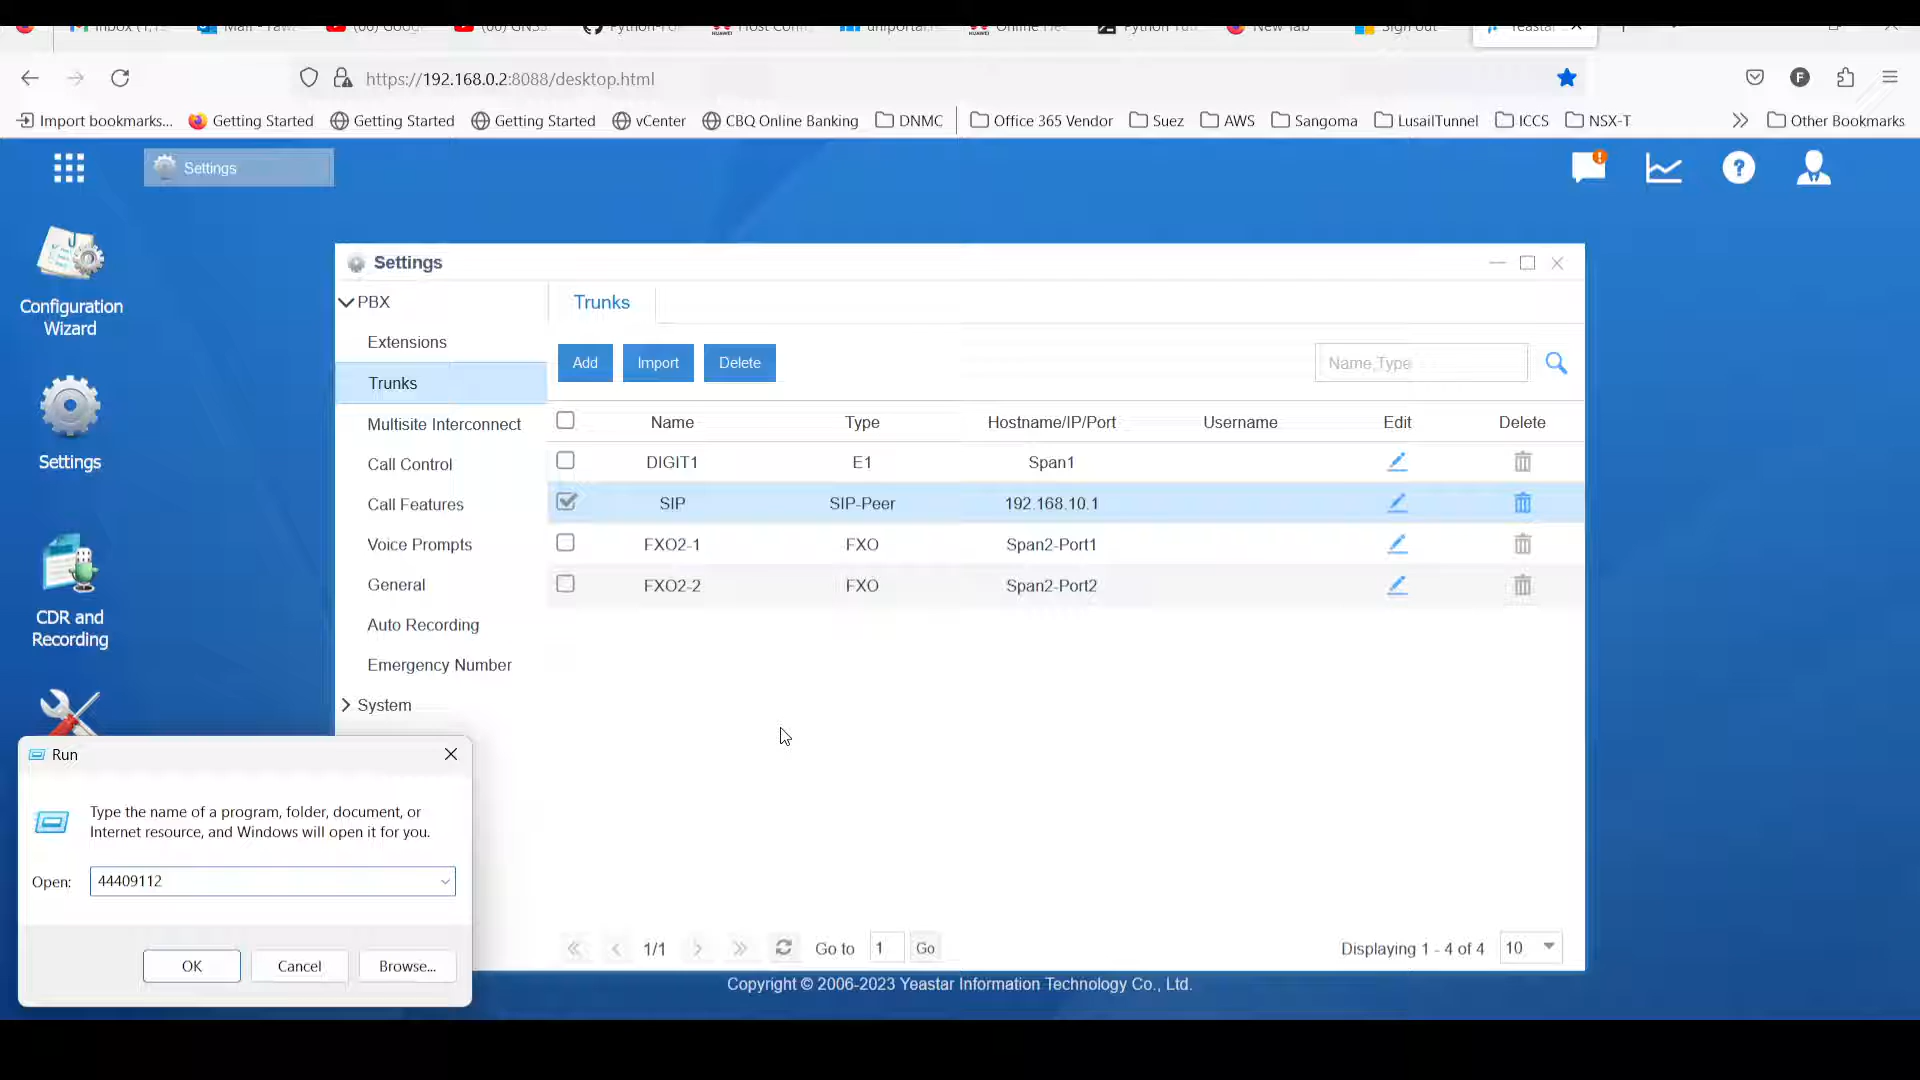 https://192.168.0.2:8088/desktop.html
Import bookmarks... Getting Started Getting Started Getting Started vCenter CBQ Online Banking DNMC Office 365 Vendor Suez AWS Sangoma LusailTunnel ICCS NSX-T Other Bookmarks
Settings
Configuration
Wizard
Settings
CDR and
Recording
Settings
PBX
Extensions
Trunks
Multisite Interconnect
Call Control
Call Features
Voice Prompts
General
Auto Recording
Emergency Number
System
Trunks
Add Import Delete
Name,Type
Name Type Hostname/IP/Port Username Edit Delete
DIGIT1 E1 Span1
SIP SIP-Peer 192.168.10.1
FXO2-1 FXO Span2-Port1
FXO2-2 FXO Span2-Port2
1/1 Go to 1 Go Displaying 1 - 4 of 4 10
Copyright © 2006-2023 Yeastar Information Technology Co., Ltd.
Run
Type the name of a program, folder, document, or
Internet resource, and Windows will open it for you.
Open: 44409112
OK Cancel Browse...